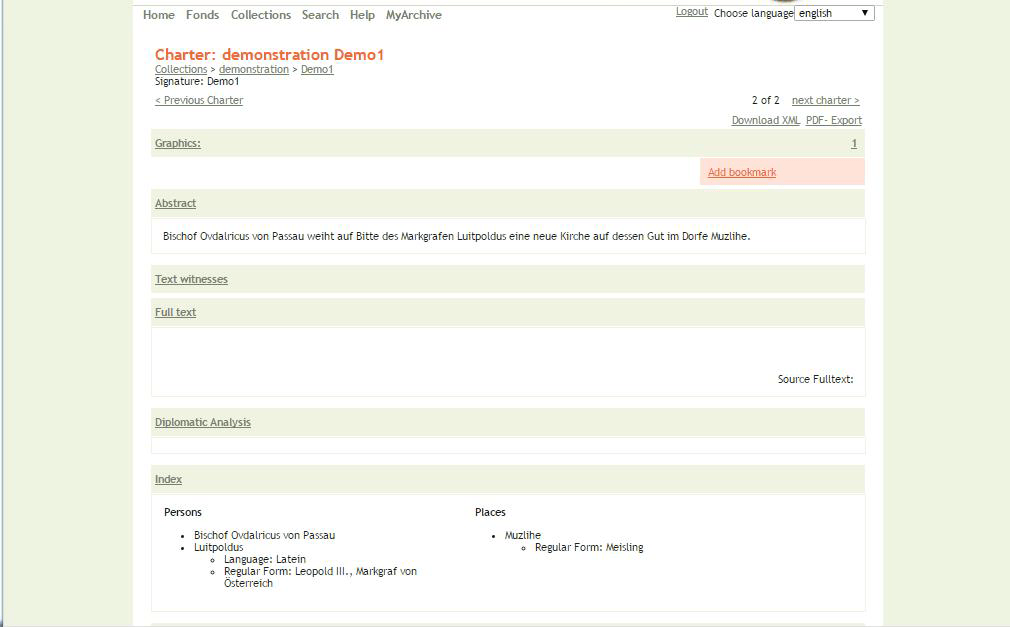 Home Fonds Collections Search Help MyArchive
Logout Choose language english
Charter: demonstration Demo1
Collections > demonstration > Demo1
Signature: Demo1
< Previous Charter
2 of 2 next charter >
Download XML PDF- Export
Graphics: 1
Add bookmark
Abstract
Bischof Ovdalricus von Passau weiht auf Bitte des Markgrafen Luitpoldus eine neue Kirche auf dessen Gut im Dorfe Muzlihe.
Text witnesses
Full text
Source Fulltext:
Diplomatic Analysis
Index
Persons
Bischof Ovdalricus von Passau
Luitpoldus
Language: Latein
Regular Form: Leopold III., Markgraf von
Österreich
Places
Muzlihe
Regular Form: Meisling